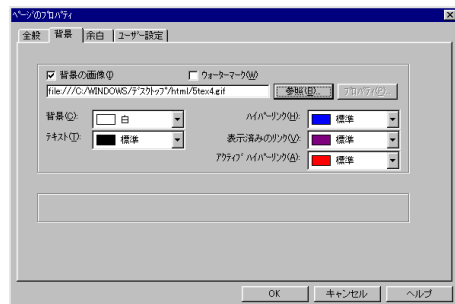 ページのプロパティ
全般 背景 余白 ユーザー設定
背景の画像(I) ウォーターマーク(W)
file:///C:/WINDOWS/デスクトップ/html/5tex4.gif 参照(B)... プロパティ(P)...
背景(C): 白 ハイパーリンク(H): 標準
テキスト(T): 標準 表示済みのリンク(V): 標準
アクティブ ハイパーリンク(A): 標準
OK キャンセル ヘルプ